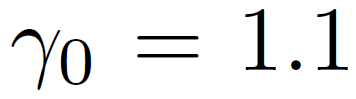 γ₀ = 1.1